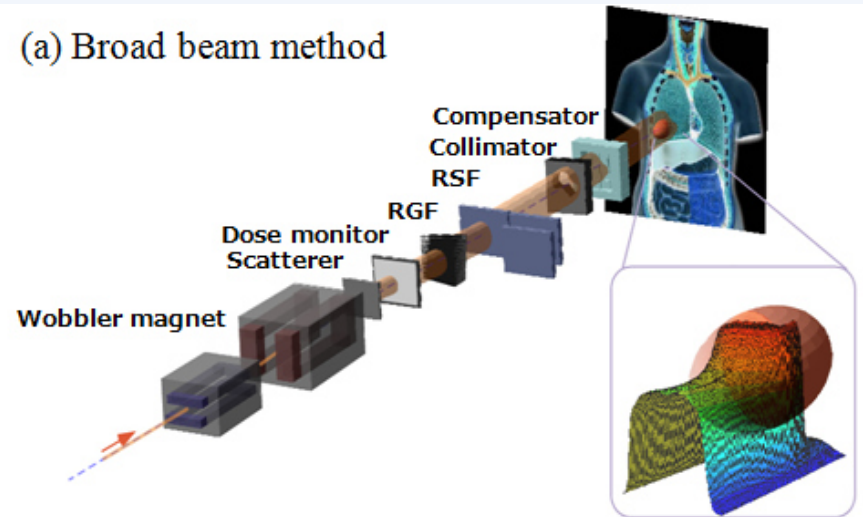 (a) Broad beam method
Compensator
Collimator
RSF
RGF
Dose monitor
Scatterer
Wobbler magnet